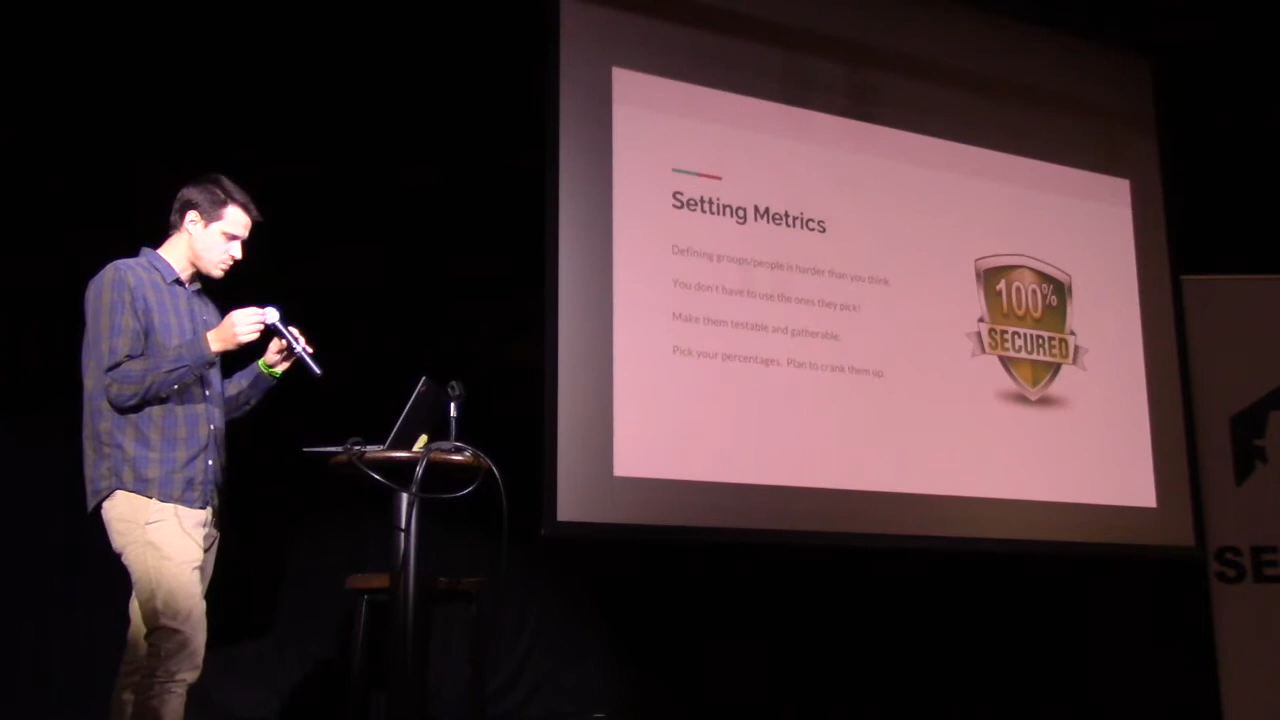 Setting Metrics
Defining groups/people is harder than you think.
You don't have to use the ones they pick!
Make them testable and gatherable.
Pick your percentages. Plan to crank them up.
100%
SECURED
SE